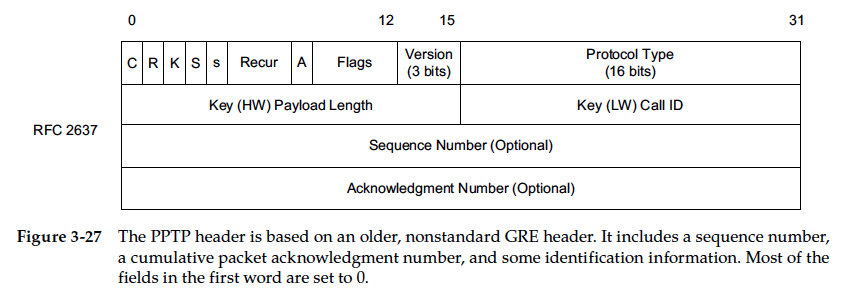 0 12 15 31
C R K S s Recur A Flags Version (3 bits) Protocol Type (16 bits)
Key (HW) Payload Length Key (LW) Call ID
RFC 2637
Sequence Number (Optional)
Acknowledgment Number (Optional)
Figure 3-27 The PPTP header is based on an older, nonstandard GRE header. It includes a sequence number,
a cumulative packet acknowledgment number, and some identification information. Most of the
fields in the first word are set to 0.